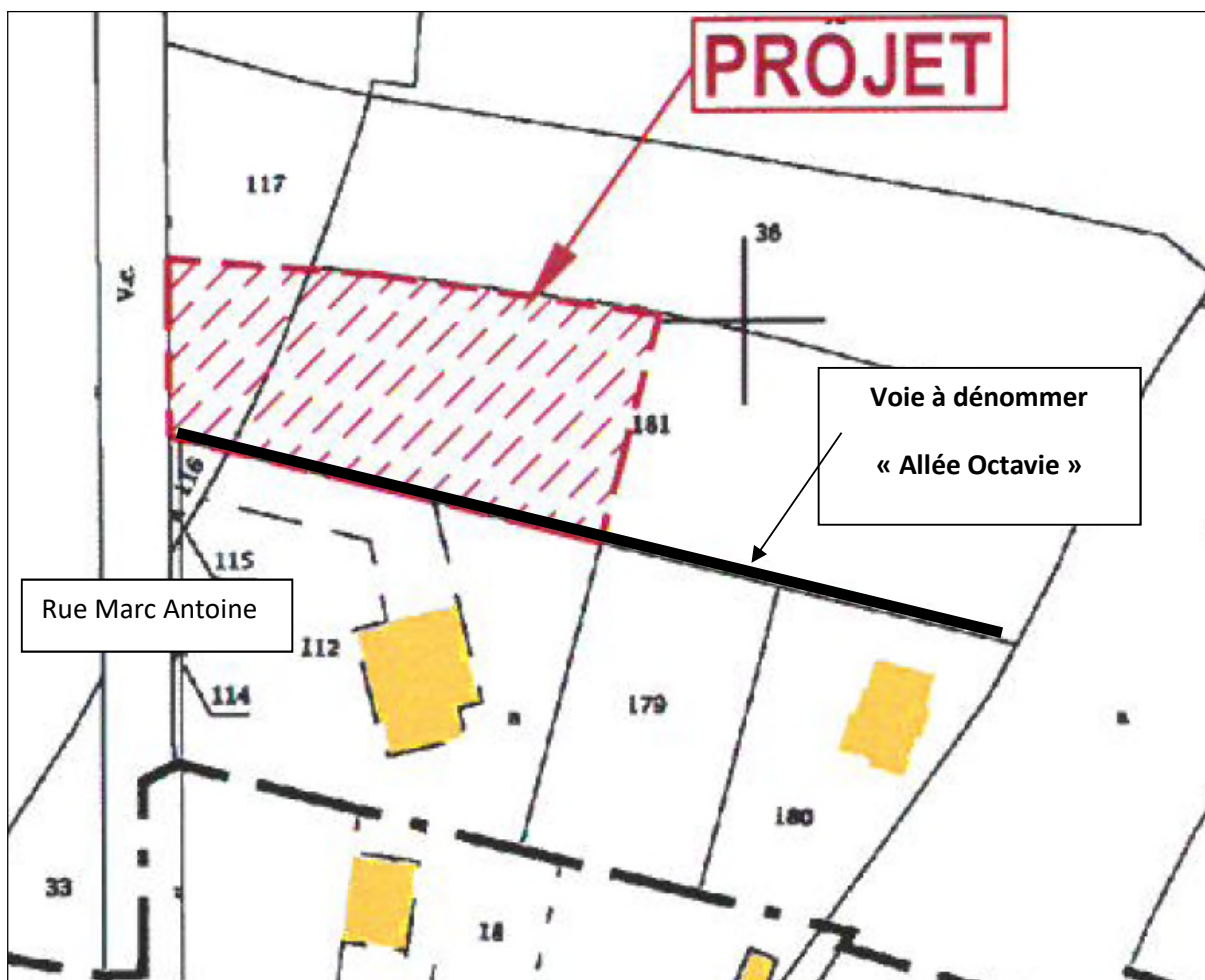 PROJET
117
36
V.c.
Voie à dénommer
« Allée Octavie »
181
116
115
Rue Marc Antoine
112
114
179
180
33
18